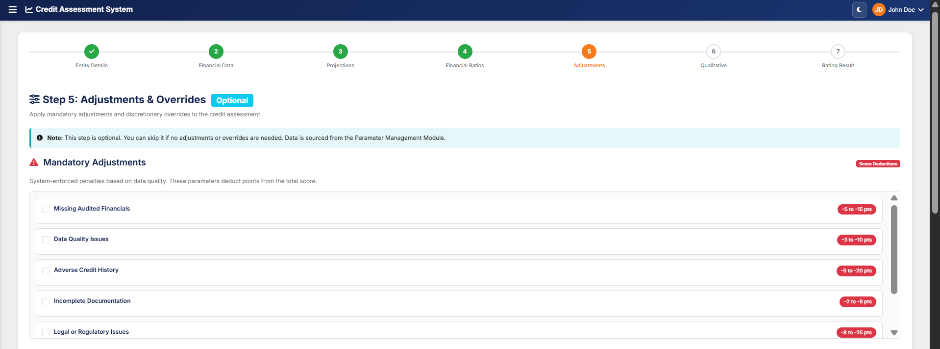 Credit Assessment System
JD John Doe
2 3 4 5 6 7
Entity Details Financial Data Projections Financial Ratios Adjustments Qualitative Rating Result
Step 5: Adjustments & Overrides Optional
Apply mandatory adjustments and discretionary overrides to the credit assessment
Note: This step is optional. You can skip it if no adjustments or overrides are needed. Data is sourced from the Parameter Management Module.
Mandatory Adjustments Score Deductions
System-enforced penalties based on data quality. These parameters deduct points from the total score.
Missing Audited Financials -5 to -15 pts
Data Quality Issues -3 to -10 pts
Adverse Credit History -5 to -20 pts
Incomplete Documentation -2 to -8 pts
Legal or Regulatory Issues -8 to -25 pts